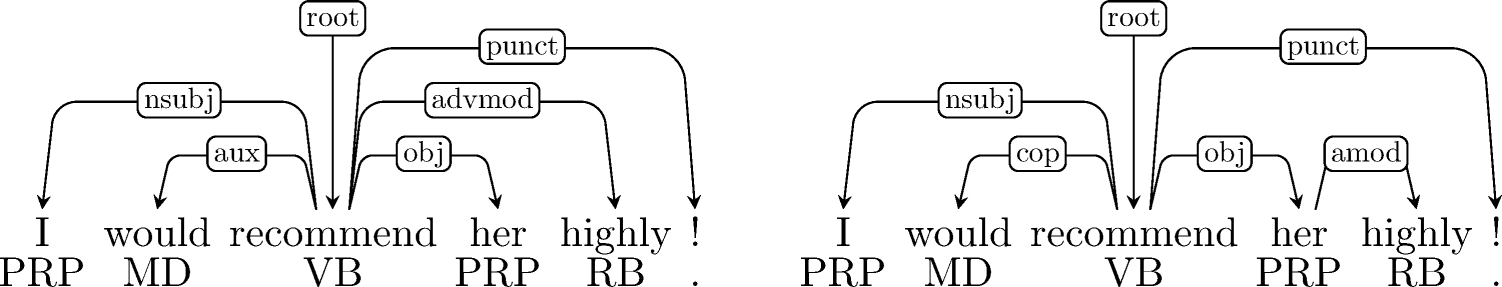 root root
punct punct
nsubj advmod nsubj
aux obj cop obj amod
I would recommend her highly ! I would recommend her highly !
PRP MD VB PRP RB . PRP MD VB PRP RB .